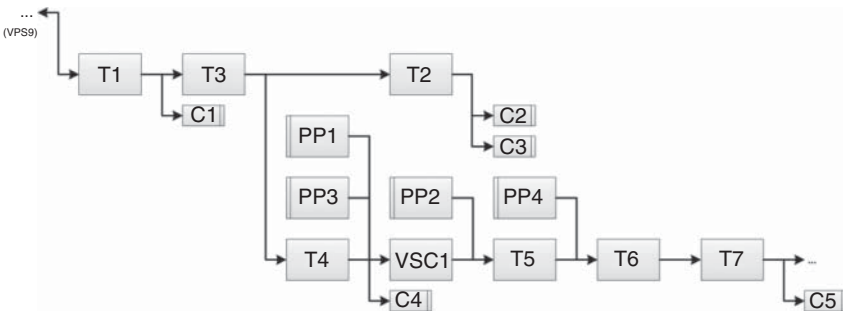 ...
(VPS9)
T1
T3
T2
C1
C2
C3
PP1
PP3
PP2
PP4
T4
VSC1
T5
T6
T7
...
C4
C5